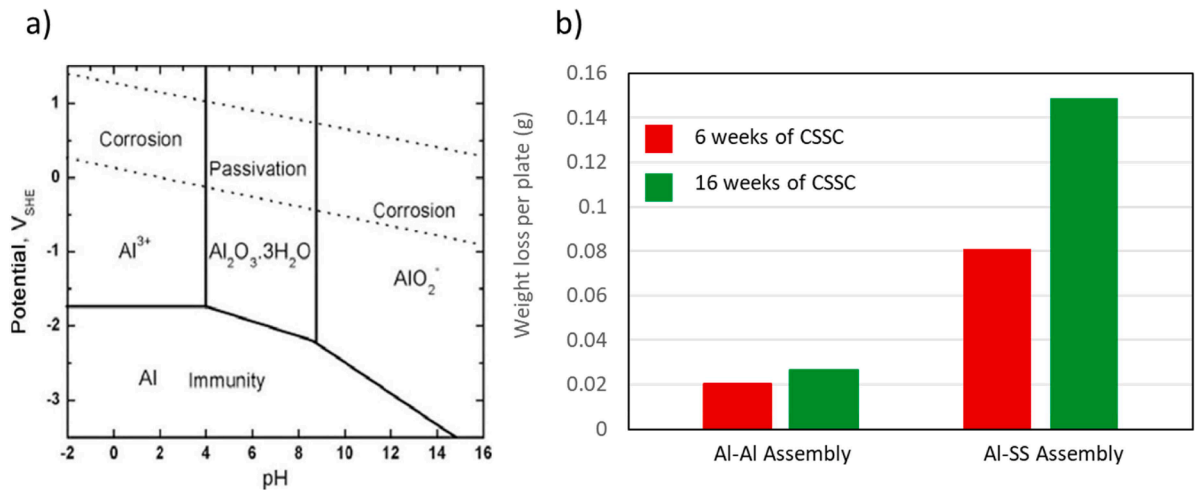 a)
Potential, V_SHE
1
0
-1
-2
-3
Corrosion
Passivation
Corrosion
Al³⁺
Al₂O₃.3H₂O
AlO₂⁻
Al Immunity
-2 0 2 4 6 8 10 12 14 16
pH
b)
Weight loss per plate (g)
0.16
0.14
0.12
0.1
0.08
0.06
0.04
0.02
0
6 weeks of CSSC
16 weeks of CSSC
Al-Al Assembly Al-SS Assembly